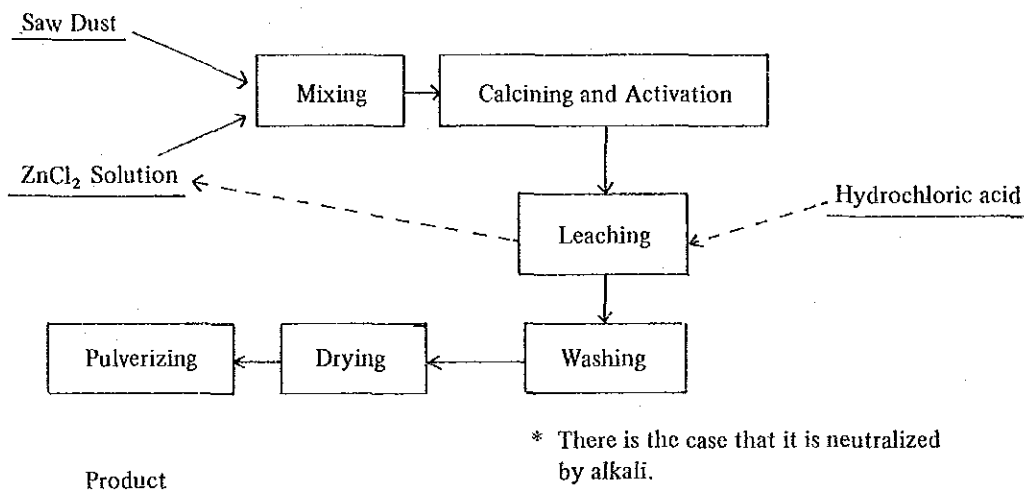 Saw Dust
Mixing
Calcining and Activation
ZnCl₂ Solution
Hydrochloric acid
Leaching
Pulverizing
Drying
Washing
* There is the case that it is neutralized
by alkali.
Product